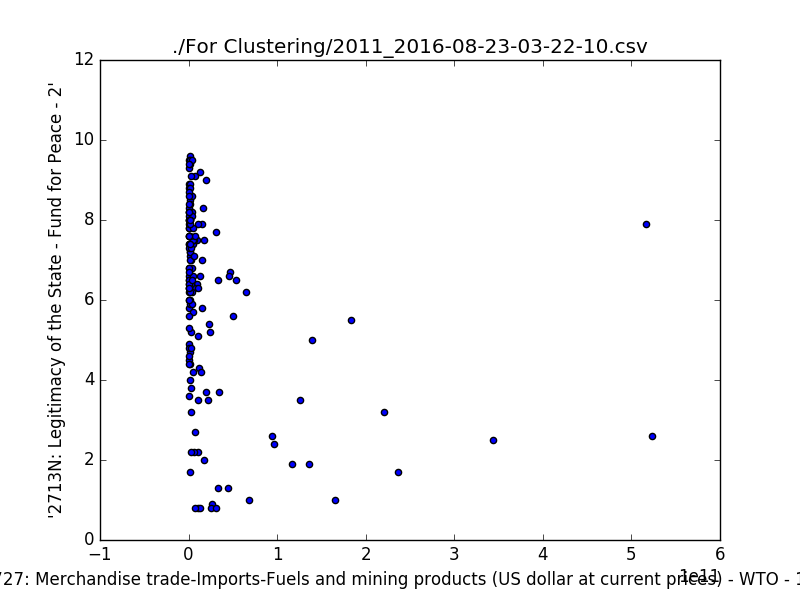 ./For Clustering/2011_2016-08-23-03-22-10.csv
12
10
8
6
4
2
0
'2713N: Legitimacy of the State - Fund for Peace - 2'
−1 0 1 2 3 4 5 6
1e11
/27: Merchandise trade-Imports-Fuels and mining products (US dollar at current prices) - WTO - 1